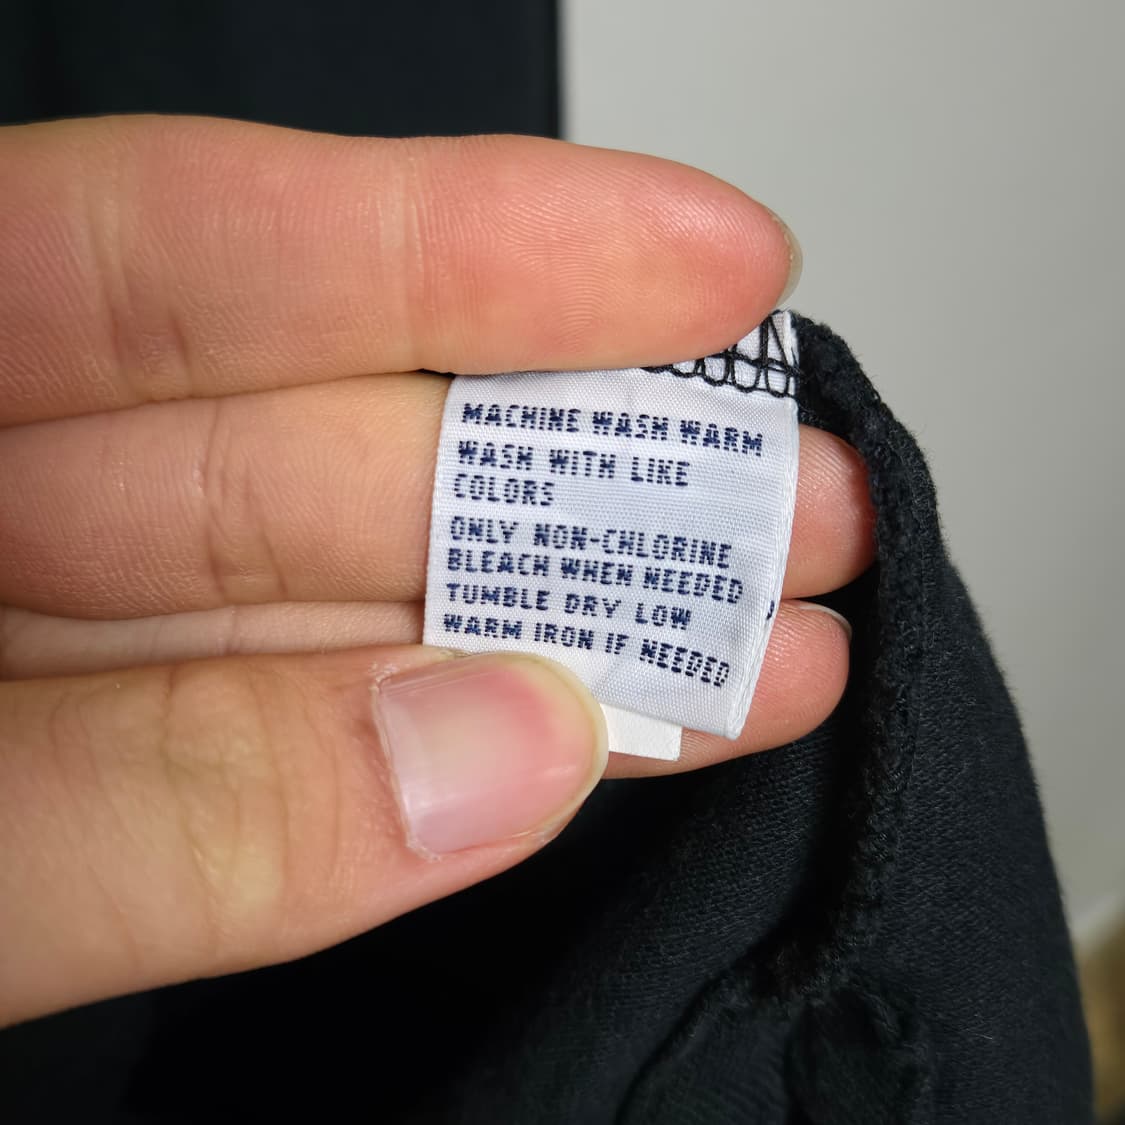 MACHINE WASH WARM
WASH WITH LIKE
COLORS
ONLY NON-CHLORINE
BLEACH WHEN NEEDED
TUMBLE DRY LOW
WARM IRON IF NEEDED